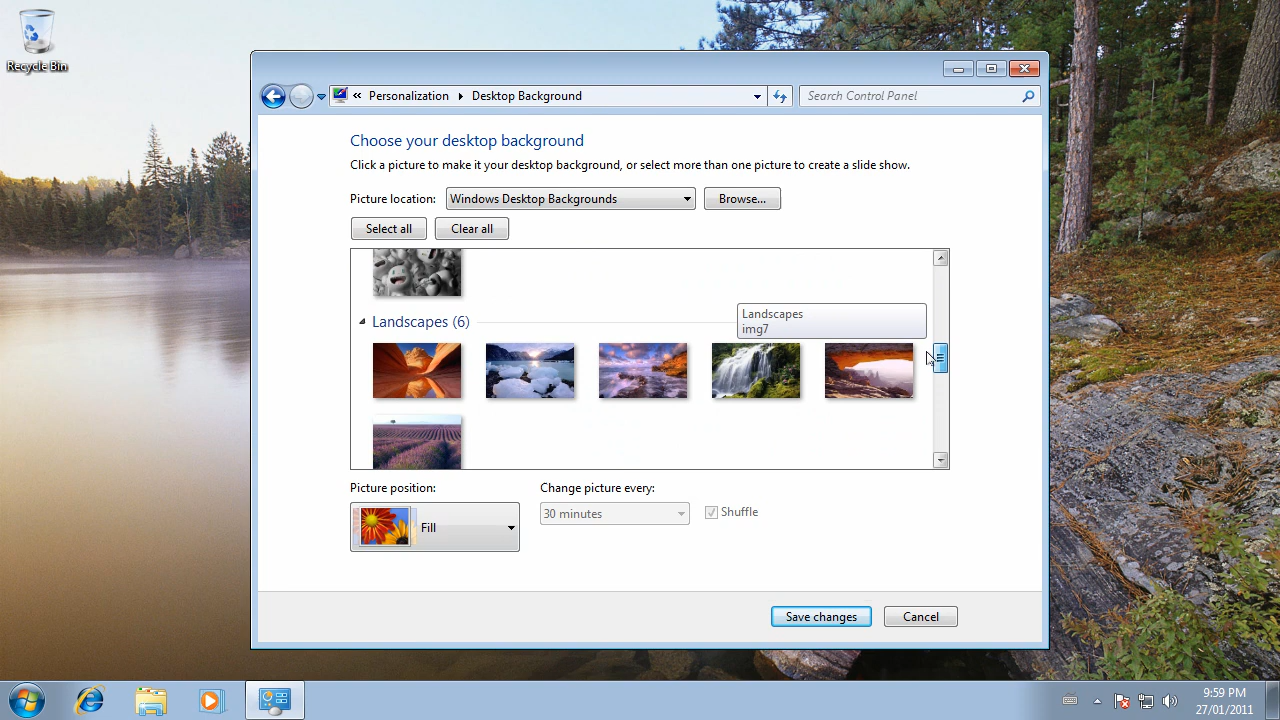 Recycle Bin
« Personalization Desktop Background
Search Control Panel
Choose your desktop background
Click a picture to make it your desktop background, or select more than one picture to create a slide show.
Picture location: Windows Desktop Backgrounds Browse...
Select all Clear all
Landscapes (6)
Landscapes
img7
Picture position: Change picture every:
Fill 30 minutes Shuffle
Save changes Cancel
9:59 PM
27/01/2011